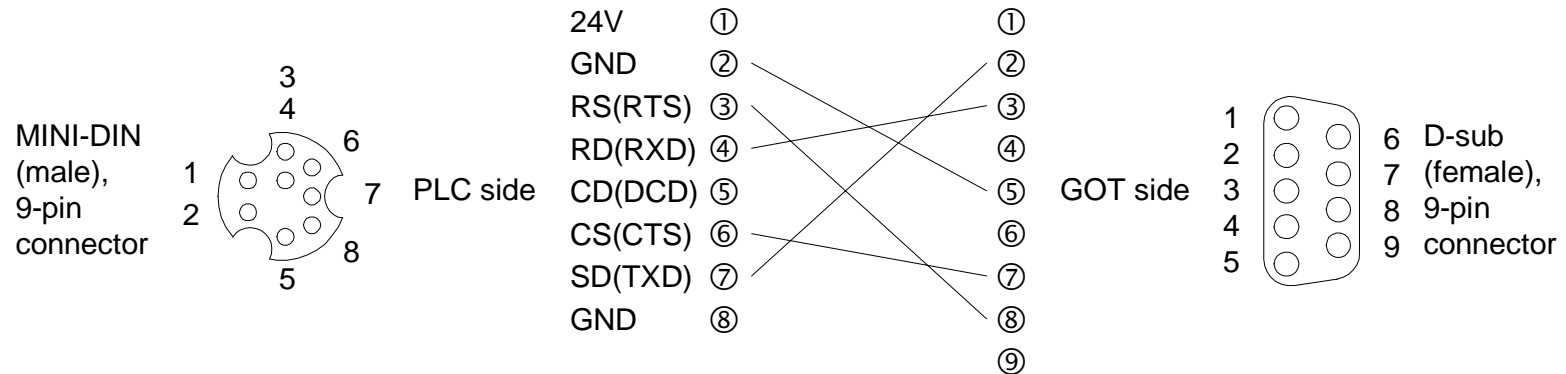 MINI-DIN
(male),
9-pin
connector
3
4
6
1
7
2
8
5
PLC side
24V ①
GND ②
RS(RTS) ③
RD(RXD) ④
CD(DCD) ⑤
CS(CTS) ⑥
SD(TXD) ⑦
GND ⑧
①
②
③
④
⑤
⑥
⑦
⑧
⑨
GOT side
1
2
3
4
5
6
7
8
9
D-sub
(female),
9-pin
connector